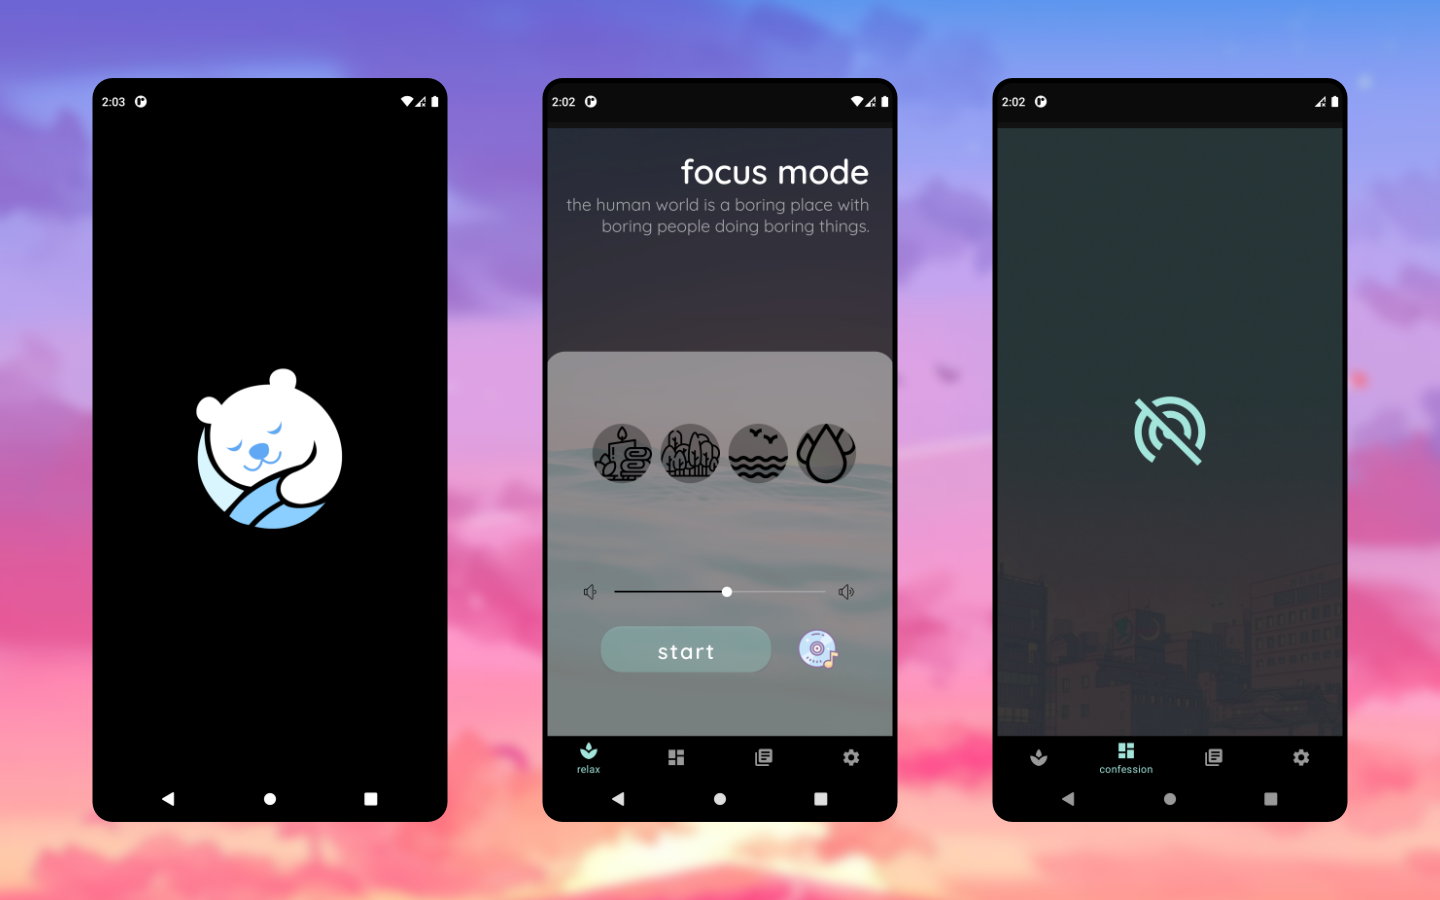 2:03
2:02
focus mode
the human world is a boring place with
boring people doing boring things.
start
relax
2:02
confession